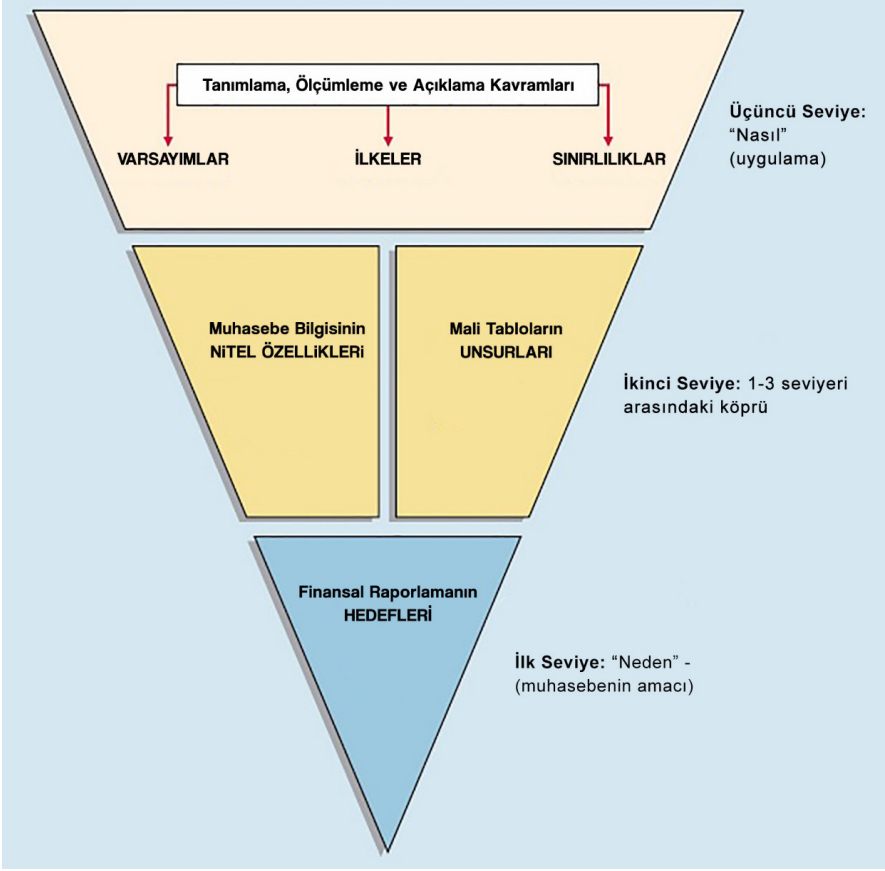 Tanımlama, Ölçümleme ve Açıklama Kavramları
VARSAYIMLAR
İLKELER
SINIRLILIKLAR
Üçüncü Seviye:
“Nasıl”
(uygulama)
Muhasebe Bilgisinin
NiTEL ÖZELLiKLERi
Mali Tabloların
UNSURLARI
İkinci Seviye: 1-3 seviyeri
arasındaki köprü
Finansal Raporlamanın
HEDEFLERİ
İlk Seviye: “Neden” -
(muhasebenin amacı)